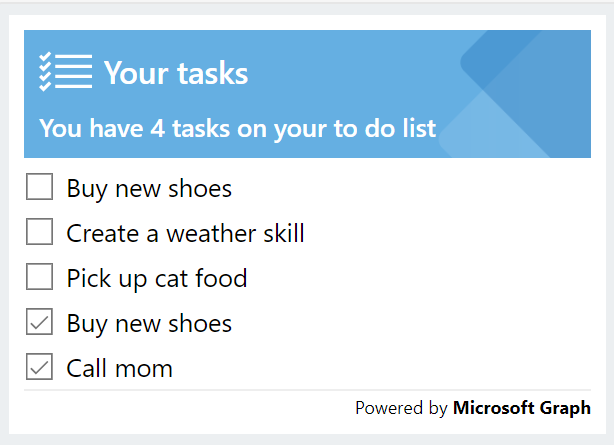 Your tasks
You have 4 tasks on your to do list
Buy new shoes
Create a weather skill
Pick up cat food
Buy new shoes
Call mom
Powered by Microsoft Graph